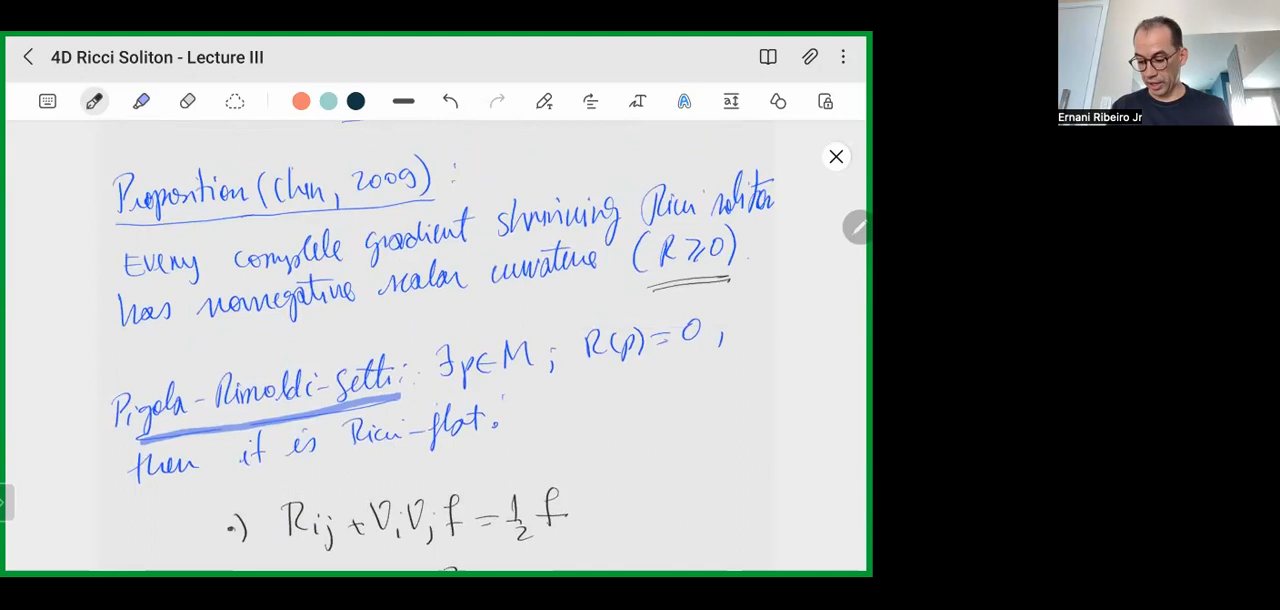 4D Ricci Soliton - Lecture III
Ernani Ribeiro Jr
Proposition (Chen, 2009) :
Every complete gradient shrinking Ricci soliton
has nonnegative scalar curvature (R ≥ 0).
Pigola-Rimoldi-Setti: ∃ p ∈ M ; R(p) = 0 ,
then it is Ricci-flat.
•) Rij + ∇i∇j f = 1/2 f